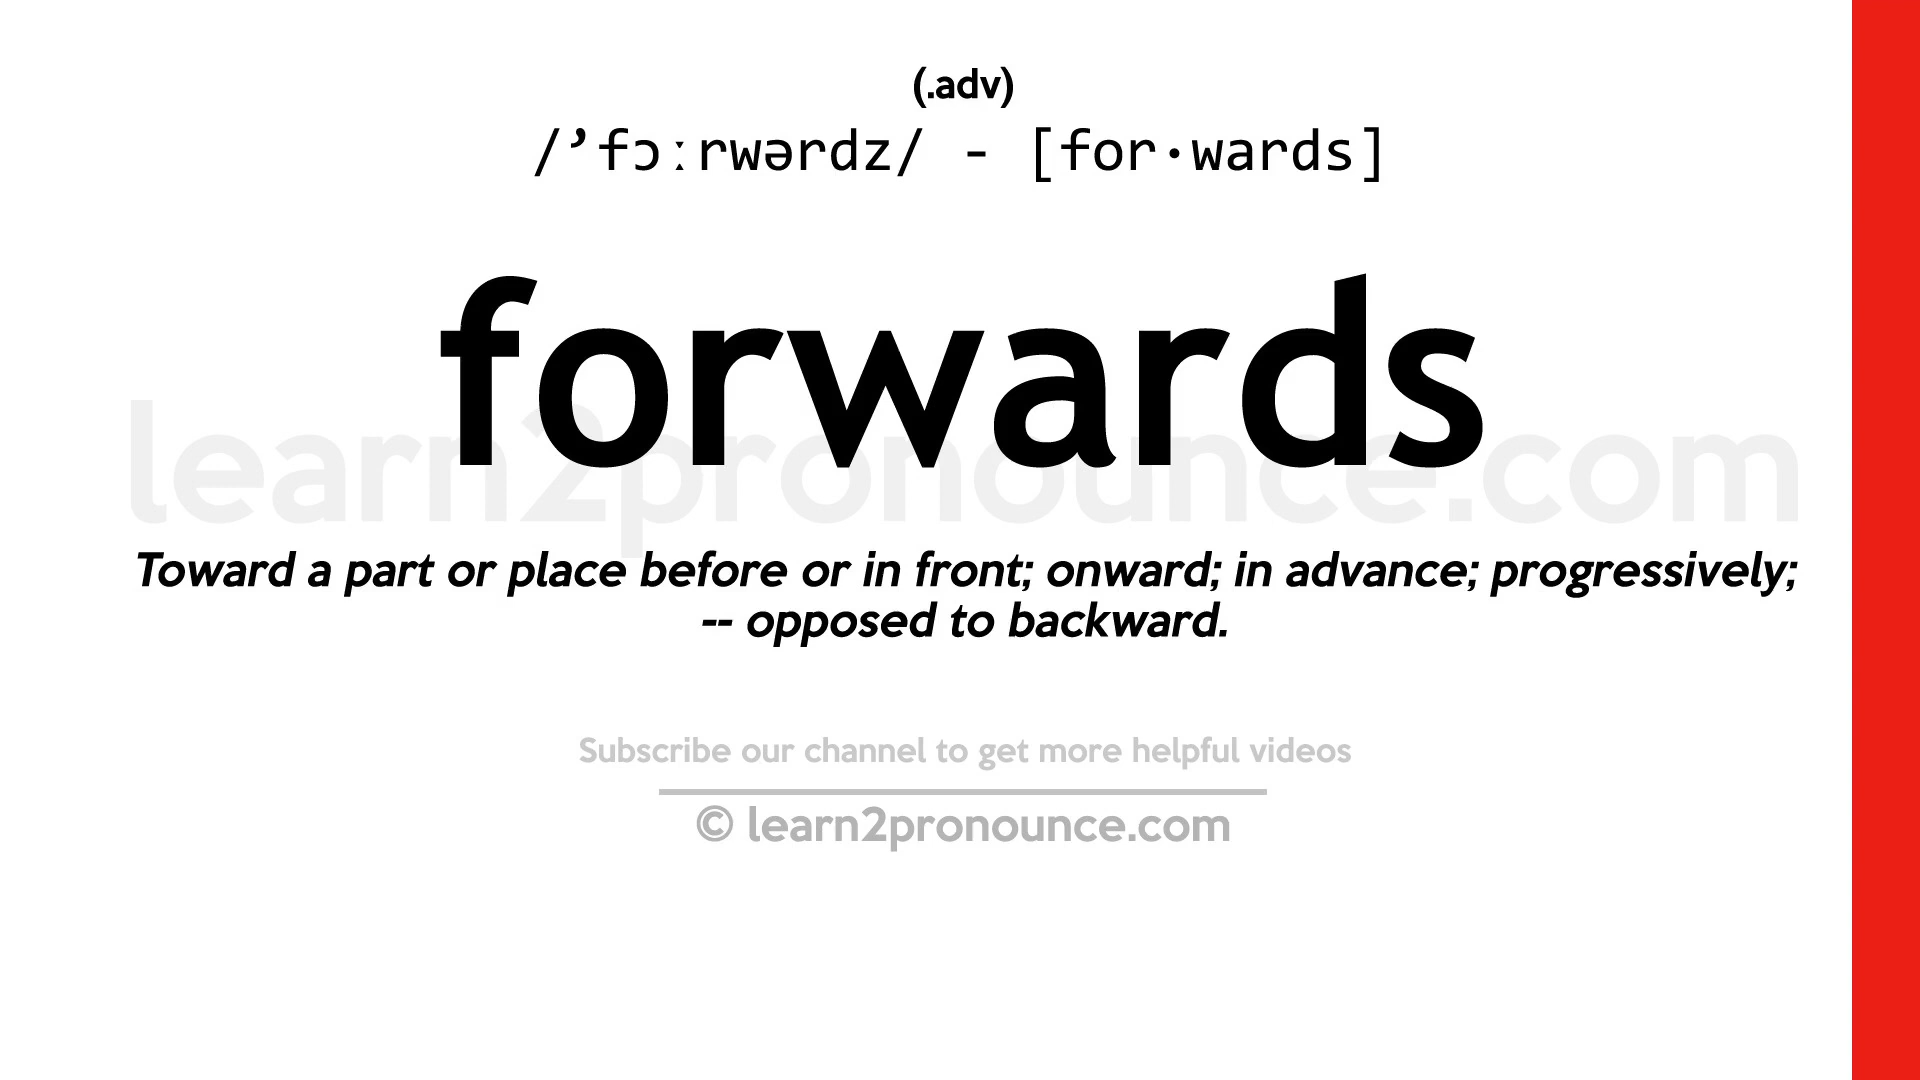 (.adv)
/’fɔːrwərdz/ - [for·wards]
forwards
learn2pronounce.com
Toward a part or place before or in front; onward; in advance; progressively;
-- opposed to backward.
Subscribe our channel to get more helpful videos
© learn2pronounce.com